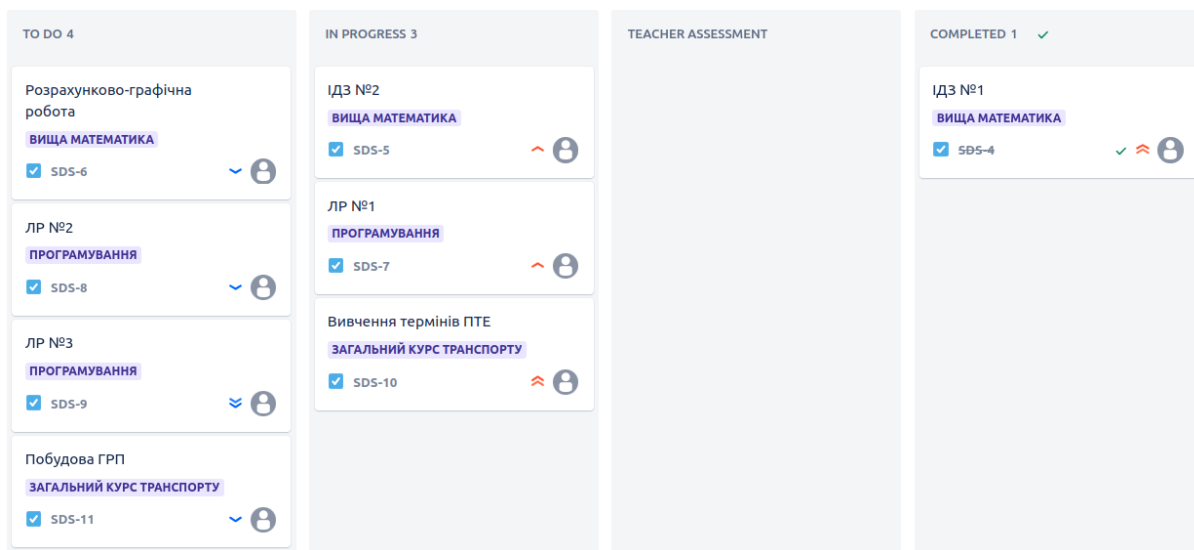 TO DO 4
Розрахунково-графічна
робота
ВИЩА МАТЕМАТИКА
SDS-6
ЛР №2
ПРОГРАМУВАННЯ
SDS-8
ЛР №3
ПРОГРАМУВАННЯ
SDS-9
Побудова ГРП
ЗАГАЛЬНИЙ КУРС ТРАНСПОРТУ
SDS-11
IN PROGRESS 3
ІДЗ №2
ВИЩА МАТЕМАТИКА
SDS-5
ЛР №1
ПРОГРАМУВАННЯ
SDS-7
Вивчення термінів ПТЕ
ЗАГАЛЬНИЙ КУРС ТРАНСПОРТУ
SDS-10
TEACHER ASSESSMENT
COMPLETED 1
ІДЗ №1
ВИЩА МАТЕМАТИКА
SDS-4